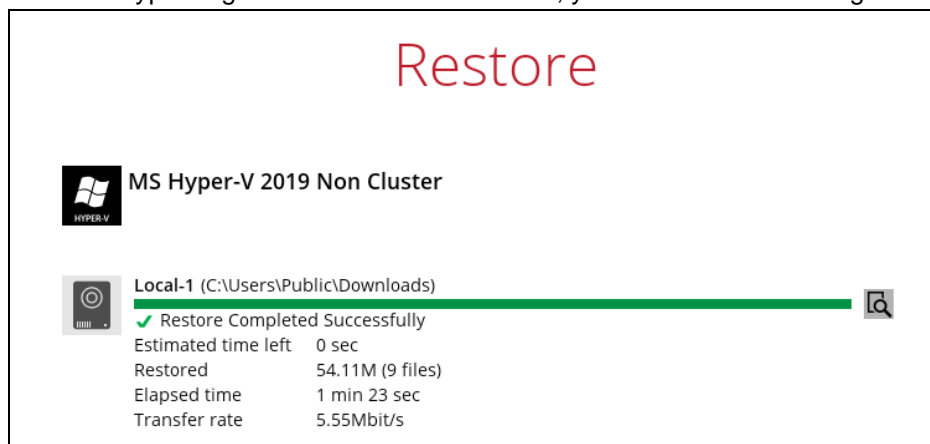 Restore
MS Hyper-V 2019 Non Cluster
HYPER-V
Local-1 (C:\Users\Public\Downloads)
Restore Completed Successfully
Estimated time left 0 sec
Restored 54.11M (9 files)
Elapsed time 1 min 23 sec
Transfer rate 5.55Mbit/s